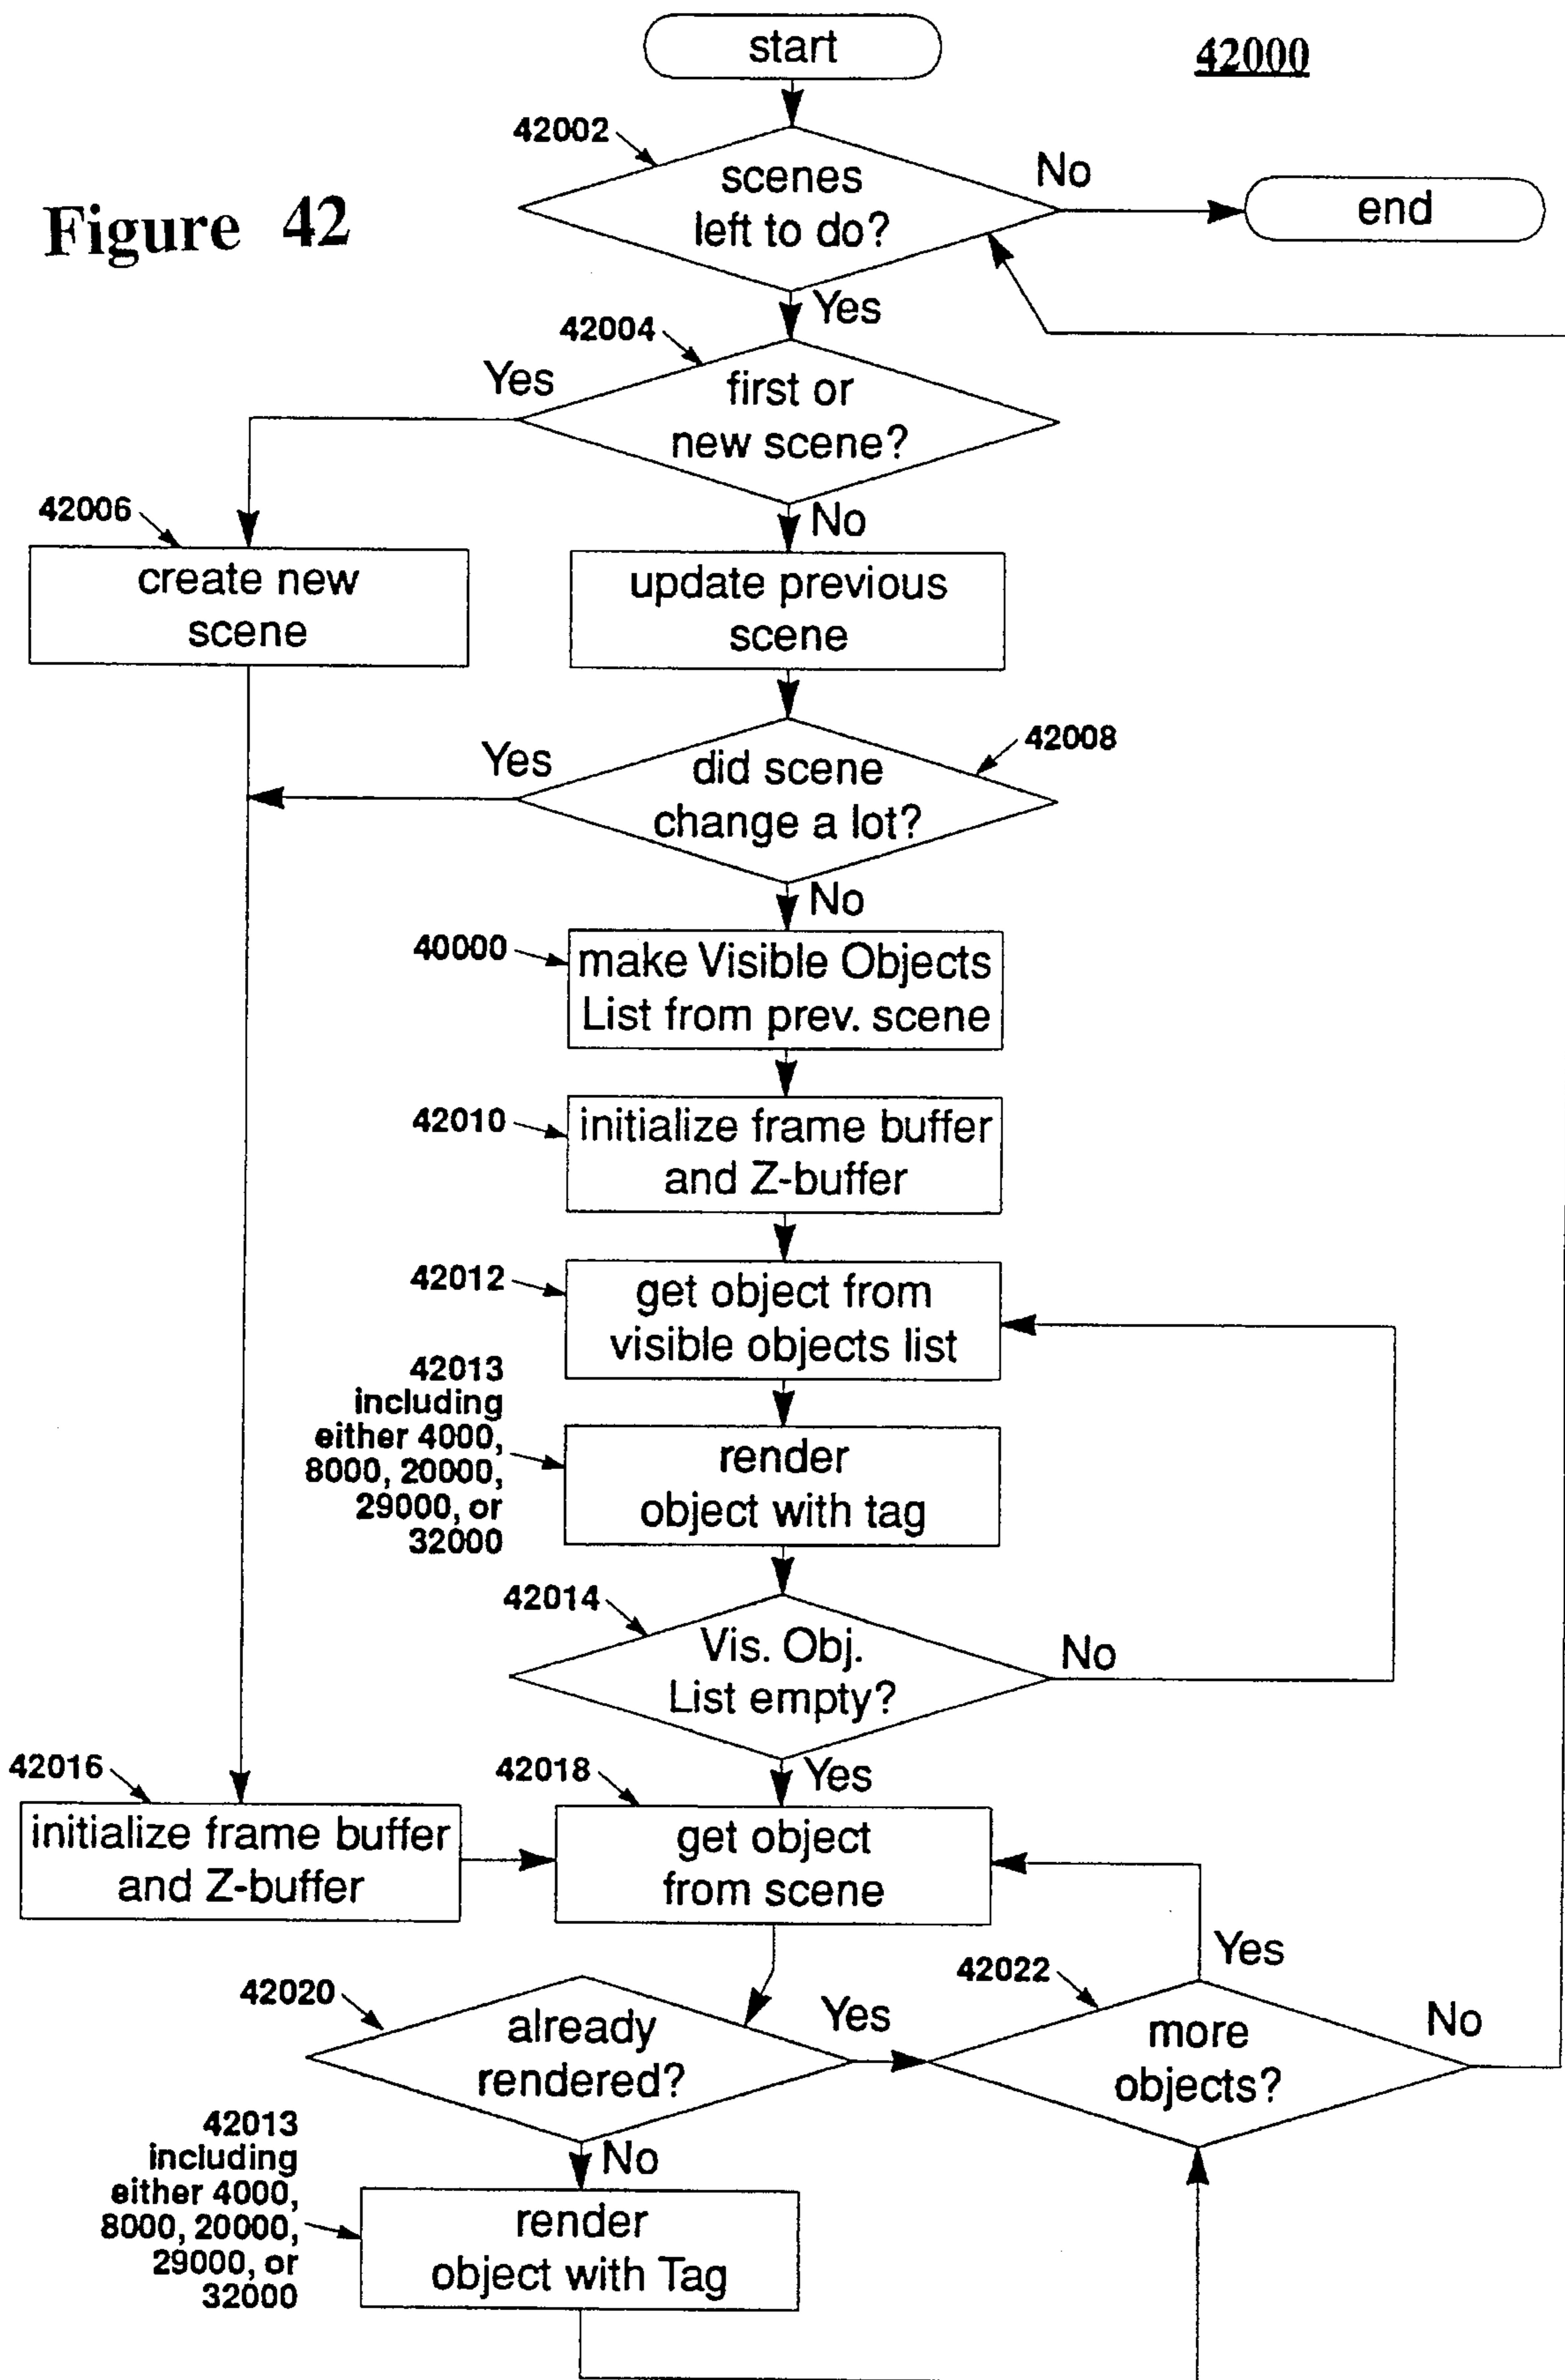 start
42000
42002
scenes
left to do?
No
end
Figure 42
Yes
42004
first or
new scene?
Yes
No
42006
create new
scene
update previous
scene
42008
did scene
change a lot?
Yes
No
40000
make Visible Objects
List from prev. scene
42010
initialize frame buffer
and Z-buffer
42012
get object from
visible objects list
42013
including
either 4000,
8000, 20000,
29000, or
32000
render
object with tag
42014
Vis. Obj.
List empty?
No
Yes
42016
initialize frame buffer
and Z-buffer
42018
get object
from scene
42020
already
rendered?
Yes
42022
more
objects?
Yes
No
No
42013
including
either 4000,
8000, 20000,
29000, or
32000
render
object with Tag